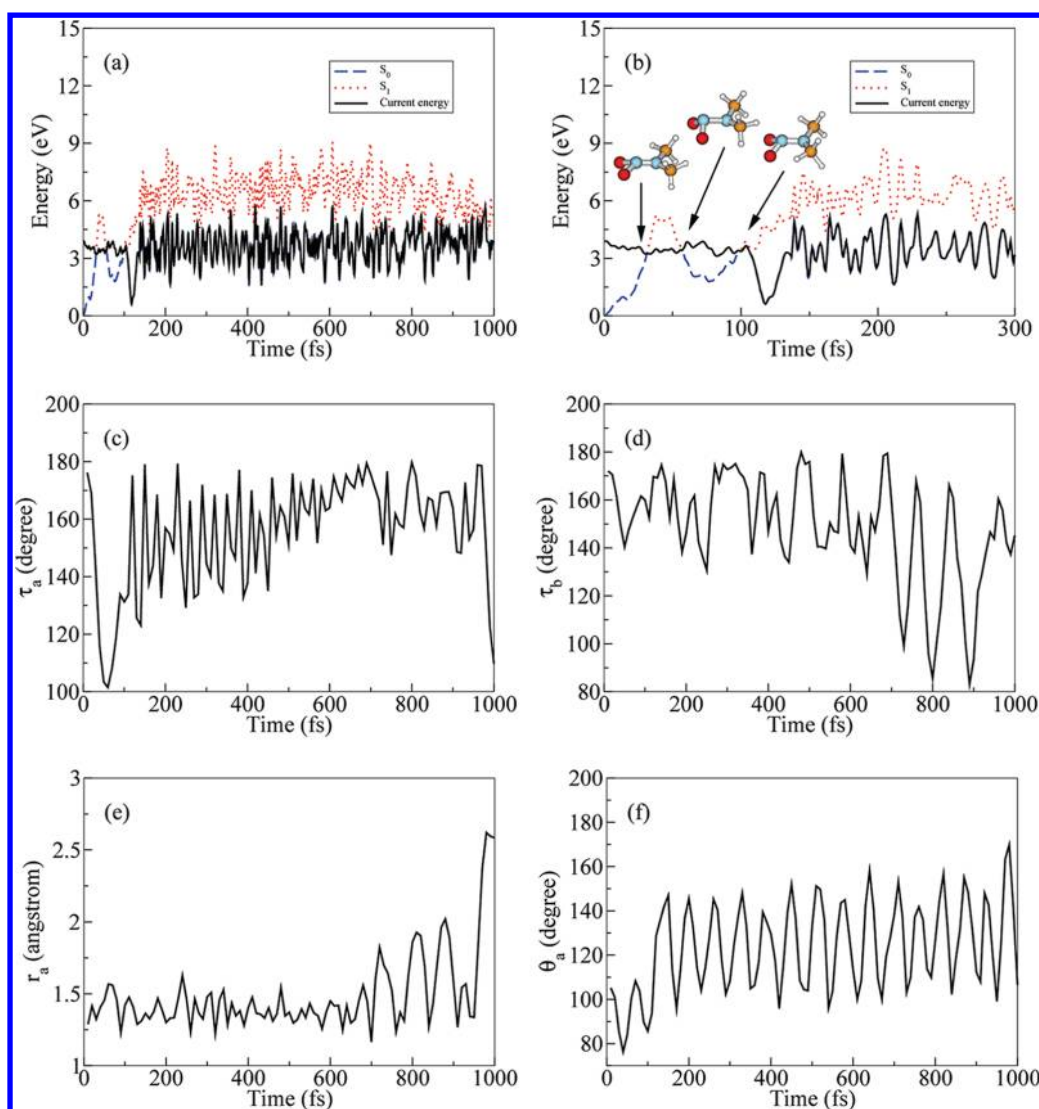 15
12
9
6
3
0
Energy (eV)
(a)
S0
S1
Current energy
0 200 400 600 800 1000
Time (fs)
15
12
9
6
3
0
Energy (eV)
(b)
S0
S1
Current energy
0 100 200 300
Time (fs)
200
180
160
140
120
100
τa (degree)
(c)
0 200 400 600 800 1000
Time (fs)
200
180
160
140
120
100
80
τb (degree)
(d)
0 200 400 600 800 1000
Time (fs)
3
2.5
2
1.5
1
ra (angstrom)
(e)
0 200 400 600 800 1000
Time (fs)
200
180
160
140
120
100
80
θa (degree)
(f)
0 200 400 600 800 1000
Time (fs)